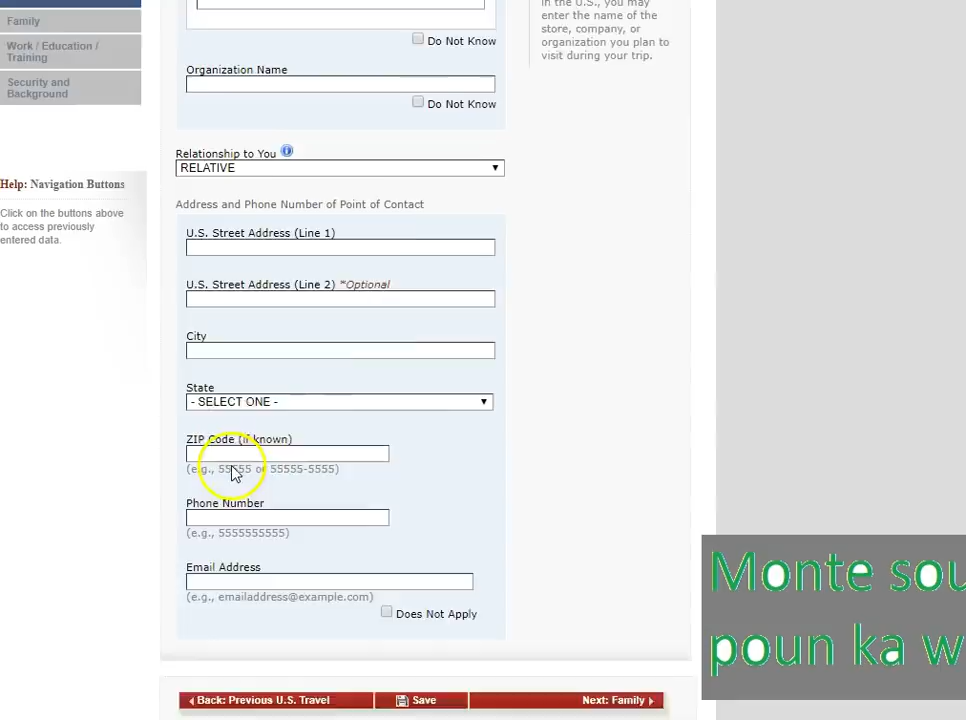 in the U.S., you may
enter the name of the
store, company, or
organization you plan to
visit during your trip.
Family
Work / Education /
Training
Security and
Background
Help: Navigation Buttons
Click on the buttons above
to access previously
entered data.
Do Not Know
Organization Name
Do Not Know
Relationship to You
RELATIVE
Address and Phone Number of Point of Contact
U.S. Street Address (Line 1)
U.S. Street Address (Line 2) *Optional
City
State
- SELECT ONE -
ZIP Code (if known)
(e.g., 55555 or 55555-5555)
Phone Number
(e.g., 5555555555)
Email Address
(e.g., emailaddress@example.com)
Does Not Apply
Back: Previous U.S. Travel
Save
Next: Family
Monte sou
poun ka w